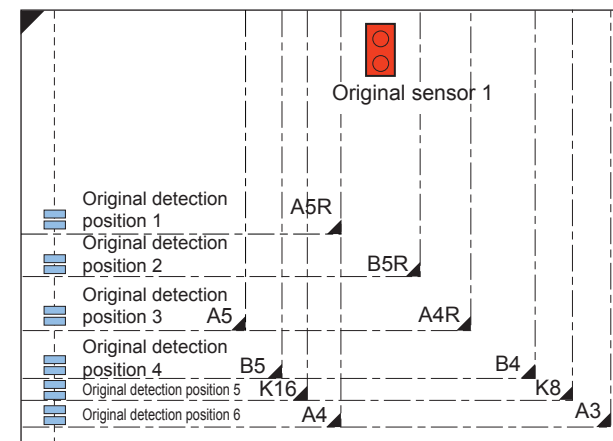 Original sensor 1
Original detection
position 1
A5R
Original detection
position 2
B5R
Original detection
position 3
A5
A4R
Original detection
position 4
B5
B4
Original detection position 5
K16
K8
Original detection position 6
A4
A3